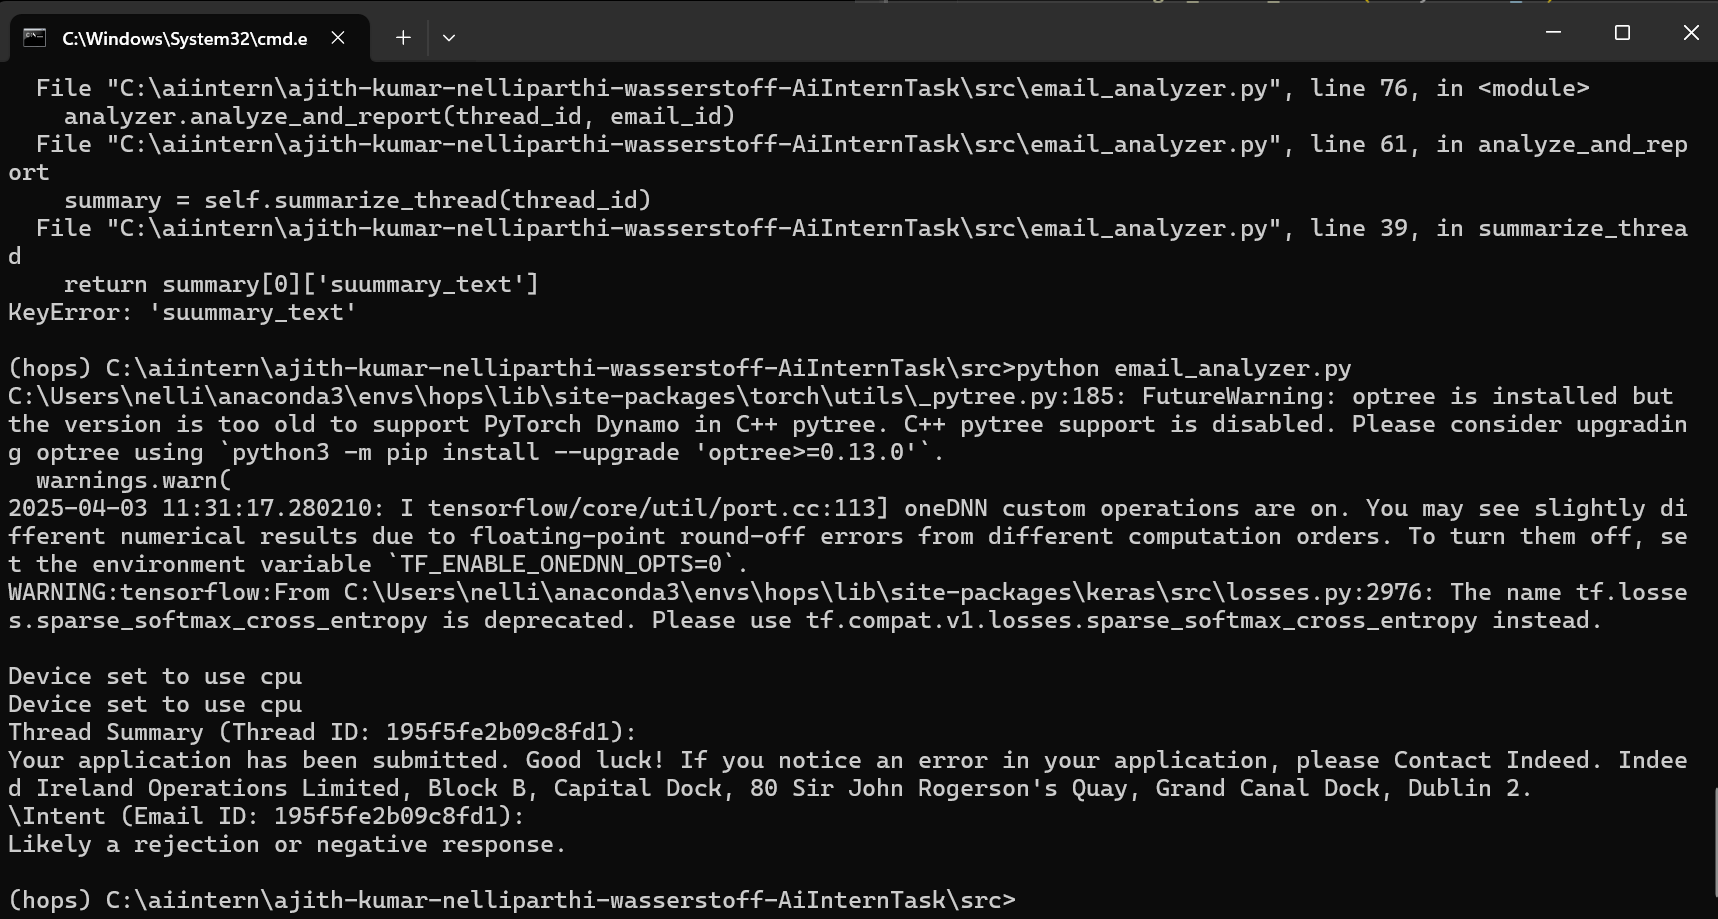 C:\Windows\System32\cmd.e
File "C:\aiintern\ajith-kumar-nelliparthi-wasserstoff-AiInternTask\src\email_analyzer.py", line 76, in <module>
analyzer.analyze_and_report(thread_id, email_id)
File "C:\aiintern\ajith-kumar-nelliparthi-wasserstoff-AiInternTask\src\email_analyzer.py", line 61, in analyze_and_rep
ort
summary = self.summarize_thread(thread_id)
File "C:\aiintern\ajith-kumar-nelliparthi-wasserstoff-AiInternTask\src\email_analyzer.py", line 39, in summarize_threa
d
return summary[0]['suummary_text']
KeyError: 'suummary_text'
(hops) C:\aiintern\ajith-kumar-nelliparthi-wasserstoff-AiInternTask\src>python email_analyzer.py
C:\Users\nelli\anaconda3\envs\hops\lib\site-packages\torch\utils\_pytree.py:185: FutureWarning: optree is installed but
the version is too old to support PyTorch Dynamo in C++ pytree. C++ pytree support is disabled. Please consider upgradin
g optree using `python3 -m pip install --upgrade 'optree>=0.13.0'`.
warnings.warn(
2025-04-03 11:31:17.280210: I tensorflow/core/util/port.cc:113] oneDNN custom operations are on. You may see slightly di
fferent numerical results due to floating-point round-off errors from different computation orders. To turn them off, se
t the environment variable `TF_ENABLE_ONEDNN_OPTS=0`.
WARNING:tensorflow:From C:\Users\nelli\anaconda3\envs\hops\lib\site-packages\keras\src\losses.py:2976: The name tf.losse
s.sparse_softmax_cross_entropy is deprecated. Please use tf.compat.v1.losses.sparse_softmax_cross_entropy instead.
Device set to use cpu
Device set to use cpu
Thread Summary (Thread ID: 195f5fe2b09c8fd1):
Your application has been submitted. Good luck! If you notice an error in your application, please Contact Indeed. Indee
d Ireland Operations Limited, Block B, Capital Dock, 80 Sir John Rogerson's Quay, Grand Canal Dock, Dublin 2.
\Intent (Email ID: 195f5fe2b09c8fd1):
Likely a rejection or negative response.
(hops) C:\aiintern\ajith-kumar-nelliparthi-wasserstoff-AiInternTask\src>